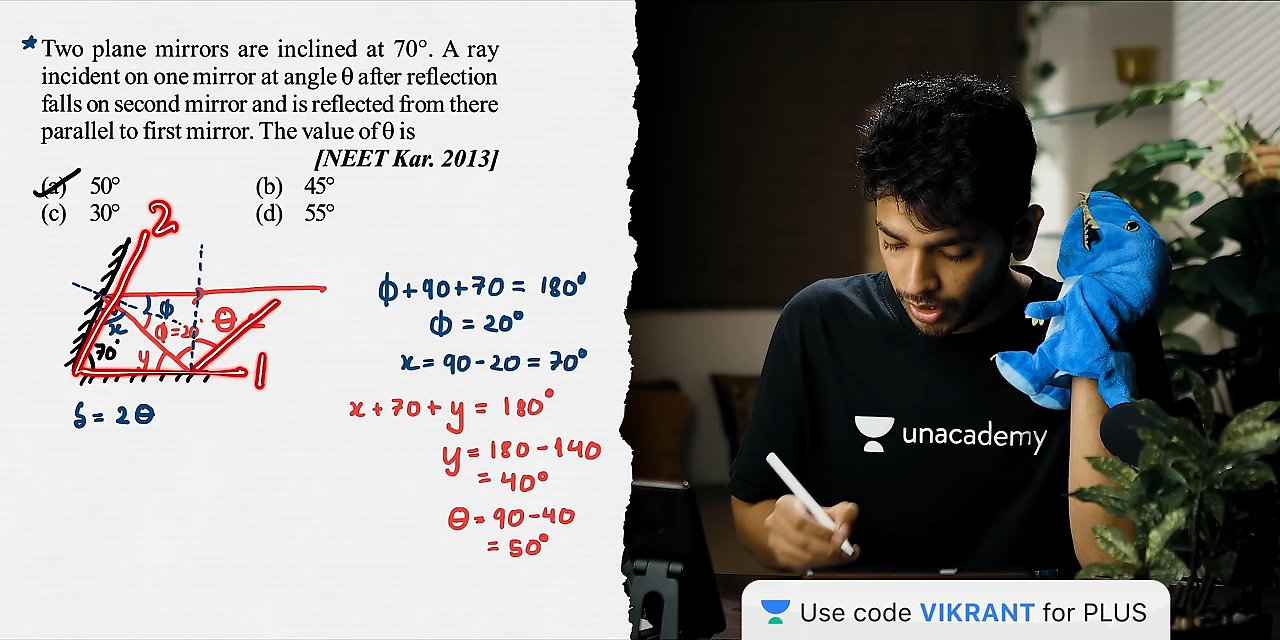 * Two plane mirrors are inclined at 70°. A ray
incident on one mirror at angle θ after reflection
falls on second mirror and is reflected from there
parallel to first mirror. The value of θ is
[NEET Kar. 2013]
(a) 50° (b) 45°
(c) 30° (d) 55°
2
ϕ
x ϕ=20° θ
70° y
1
δ = 2θ
ϕ+90+70 = 180°
ϕ = 20°
x = 90-20 = 70°
x+70+y = 180°
y = 180-140
= 40°
θ = 90-40
= 50°
unacademy
Use code VIKRANT for PLUS